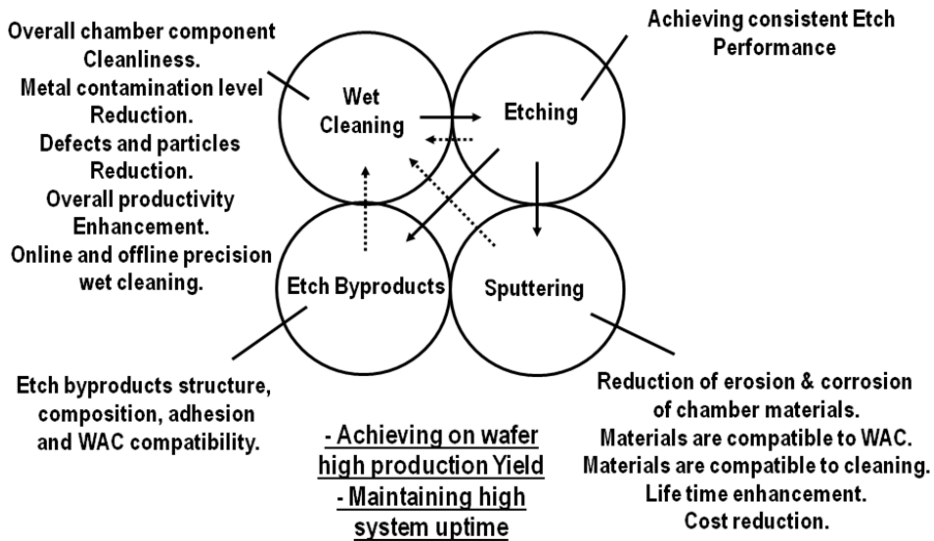 Overall chamber component
Cleanliness.
Metal contamination level
Reduction.
Defects and particles
Reduction.
Overall productivity
Enhancement.
Online and offline precision
wet cleaning.
Wet
Cleaning
Etching
Achieving consistent Etch
Performance
Etch Byproducts
Sputtering
Etch byproducts structure,
composition, adhesion
and WAC compatibility.
- Achieving on wafer
high production Yield
- Maintaining high
system uptime
Reduction of erosion & corrosion
of chamber materials.
Materials are compatible to WAC.
Materials are compatible to cleaning.
Life time enhancement.
Cost reduction.